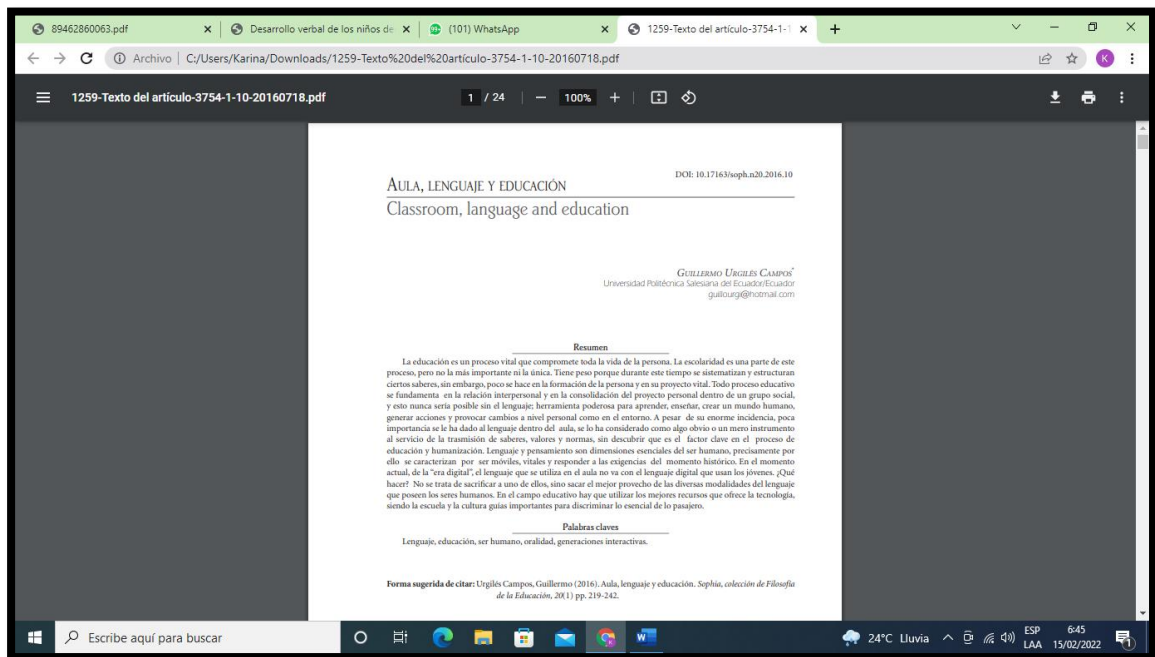 89462860063.pdf
Desarrollo verbal de los niños de
(101) WhatsApp
1259-Texto del artículo-3754-1-1
Archivo | C:/Users/Karina/Downloads/1259-Texto%20del%20artículo-3754-1-10-20160718.pdf
K
1259-Texto del artículo-3754-1-10-20160718.pdf
1 / 24
100%
DOI: 10.17163/soph.n20.2016.10
AULA, LENGUAJE Y EDUCACIÓN
Classroom, language and education
GUILLERMO URGILÉS CAMPOS*
Universidad Politécnica Salesiana del Ecuador/Ecuador
guillourgi@hotmail.com
Resumen
La educación es un proceso vital que compromete toda la vida de la persona. La escolaridad es una parte de este
proceso, pero no la más importante ni la única. Tiene peso porque durante este tiempo se sistematizan y estructuran
ciertos saberes, sin embargo, poco se hace en la formación de la persona y en su proyecto vital. Todo proceso educativo
se fundamenta en la relación interpersonal y en la consolidación del proyecto personal dentro de un grupo social,
y esto nunca sería posible sin el lenguaje; herramienta poderosa para aprender, enseñar, crear un mundo humano,
generar acciones y provocar cambios a nivel personal como en el entorno. A pesar de su enorme incidencia, poca
importancia se le ha dado al lenguaje dentro del aula, se lo ha considerado como algo obvio o un mero instrumento
al servicio de la trasmisión de saberes, valores y normas, sin descubrir que es el factor clave en el proceso de
educación y humanización. Lenguaje y pensamiento son dimensiones esenciales del ser humano, precisamente por
ello se caracterizan por ser móviles, vitales y responder a las exigencias del momento histórico. En el momento
actual, de la "era digital", el lenguaje que se utiliza en el aula no va con el lenguaje digital que usan los jóvenes. ¿Qué
hacer? No se trata de sacrificar a uno de ellos, sino sacar el mejor provecho de las diversas modalidades del lenguaje
que poseen los seres humanos. En el campo educativo hay que utilizar los mejores recursos que ofrece la tecnología,
siendo la escuela y la cultura guías importantes para discriminar lo esencial de lo pasajero.
Palabras claves
Lenguaje, educación, ser humano, oralidad, generaciones interactivas.
Forma sugerida de citar: Urgilés Campos, Guillermo (2016). Aula, lenguaje y educación. Sophia, colección de Filosofía
de la Educación, 20(1) pp. 219-242.
Escribe aquí para buscar
24°C Lluvia
ESP
LAA
6:45
15/02/2022
1